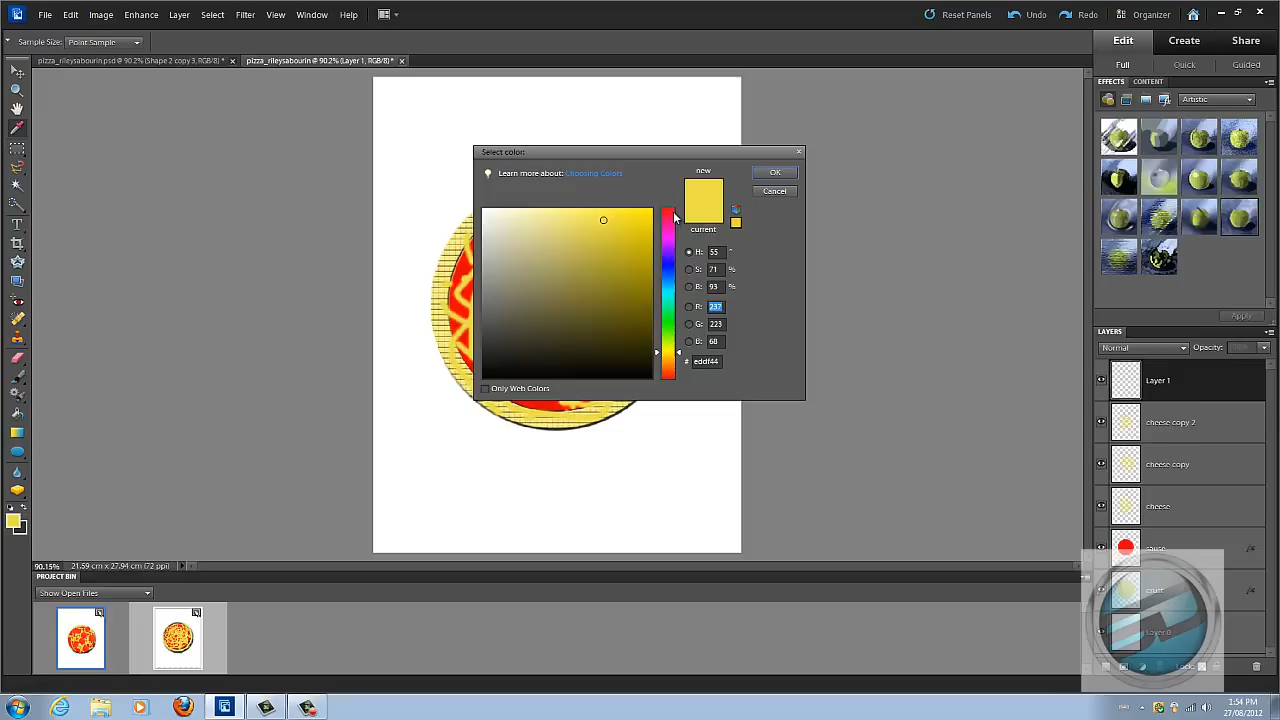 File Edit Image Enhance Layer Select Filter View Window Help Reset Panels Undo Redo Organizer
Sample Size: Point Sample
Edit Create Share
pizza_rileysabourin.psd @ 90.2% (Shape 2 copy 3, RGB/8) * pizza_rileysabourin @ 90.2% (Layer 1, RGB/8) *
Full Quick Guided
EFFECTS CONTENT
Artistic
Select color:
Learn more about: Choosing Colors
new
current
OK
Cancel
H: 55 °
S: 71 %
B: 93 %
R: 237
G: 223
B: 68
# eddf44
Only Web Colors
Apply
LAYERS
Normal Opacity:
Layer 1
cheese copy 2
cheese copy
cheese
sause
crust
Layer 0
Lock:
90.15% 21.59 cm x 27.94 cm (72 ppi)
PROJECT BIN
Show Open Files
1:54 PM
27/08/2012